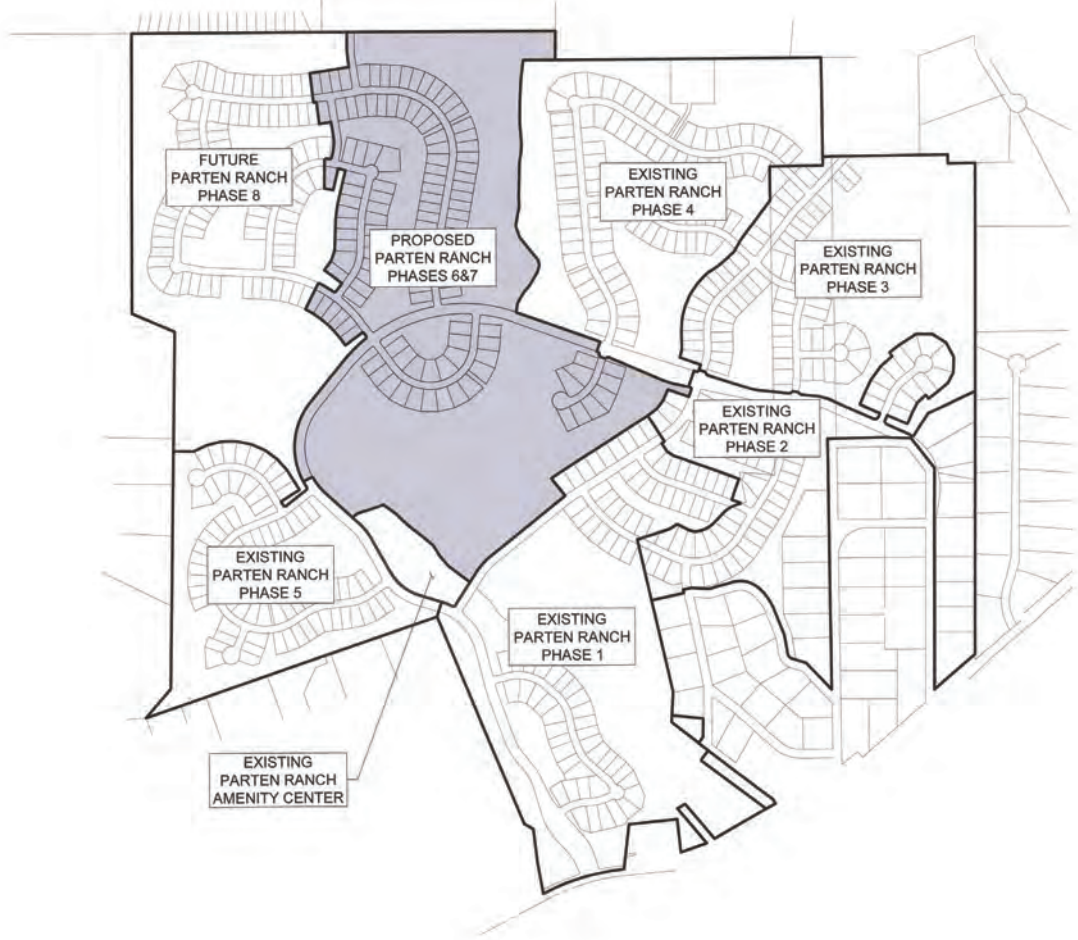 FUTURE
PARTEN RANCH
PHASE 8
EXISTING
PARTEN RANCH
PHASE 4
PROPOSED
PARTEN RANCH
PHASES 6&7
EXISTING
PARTEN RANCH
PHASE 3
EXISTING
PARTEN RANCH
PHASE 2
EXISTING
PARTEN RANCH
PHASE 5
EXISTING
PARTEN RANCH
PHASE 1
EXISTING
PARTEN RANCH
AMENITY CENTER